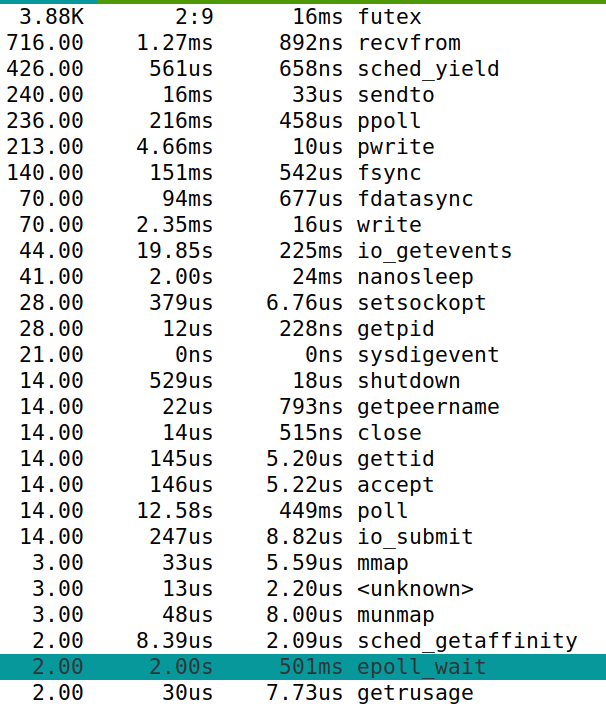 3.88K 2:9 16ms futex
716.00 1.27ms 892ns recvfrom
426.00 561us 658ns sched_yield
240.00 16ms 33us sendto
236.00 216ms 458us ppoll
213.00 4.66ms 10us pwrite
140.00 151ms 542us fsync
70.00 94ms 677us fdatasync
70.00 2.35ms 16us write
44.00 19.85s 225ms io_getevents
41.00 2.00s 24ms nanosleep
28.00 379us 6.76us setsockopt
28.00 12us 228ns getpid
21.00 0ns 0ns sysdigevent
14.00 529us 18us shutdown
14.00 22us 793ns getpeername
14.00 14us 515ns close
14.00 145us 5.20us gettid
14.00 146us 5.22us accept
14.00 12.58s 449ms poll
14.00 247us 8.82us io_submit
3.00 33us 5.59us mmap
3.00 13us 2.20us <unknown>
3.00 48us 8.00us munmap
2.00 8.39us 2.09us sched_getaffinity
2.00 2.00s 501ms epoll_wait
2.00 30us 7.73us getrusage